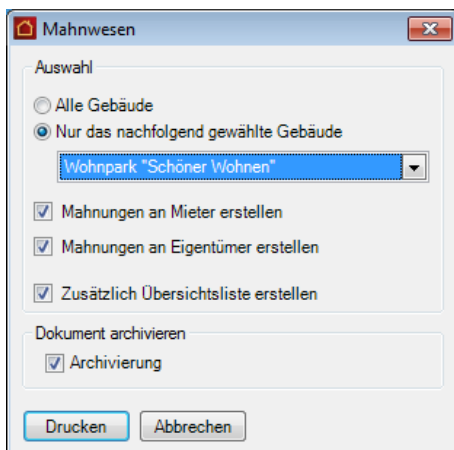 Mahnwesen
Auswahl
Alle Gebäude
Nur das nachfolgend gewählte Gebäude
Wohnpark "Schöner Wohnen"
Mahnungen an Mieter erstellen
Mahnungen an Eigentümer erstellen
Zusätzlich Übersichtsliste erstellen
Dokument archivieren
Archivierung
Drucken Abbrechen